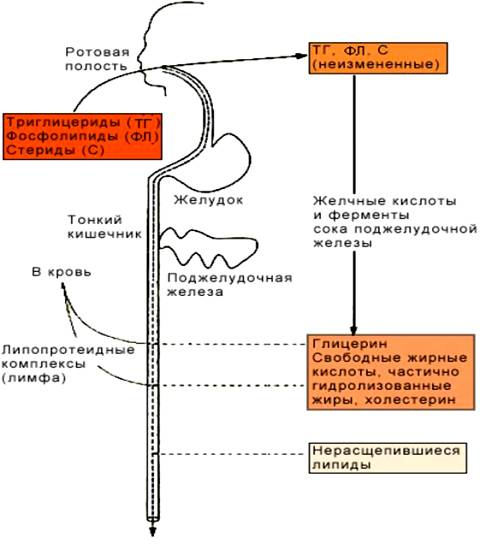 Ротовая
полость
ТГ, ФЛ, С
(неизмененные)
Триглицериды (ТГ)
Фосфолипиды (ФЛ)
Стериды (С)
Желудок
Желчные кислоты
и ферменты
сока поджелудочной
железы
Тонкий
кишечник
В кровь
Поджелудочная
железа
Липопротеидные
комплексы
(лимфа)
Глицерин
Свободные жирные
кислоты, частично
гидролизованные
жиры, холестерин
Нерасщепившиеся
липиды